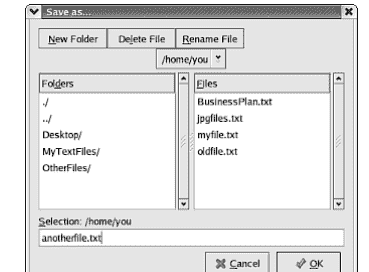 Save as...
New Folder Delete File Rename File
/home/you
Folders Files
./ BusinessPlan.txt
../ jpgfiles.txt
Desktop/ myfile.txt
MyTextFiles/ oldfile.txt
OtherFiles/
Selection: /home/you
anotherfile.txt
Cancel OK